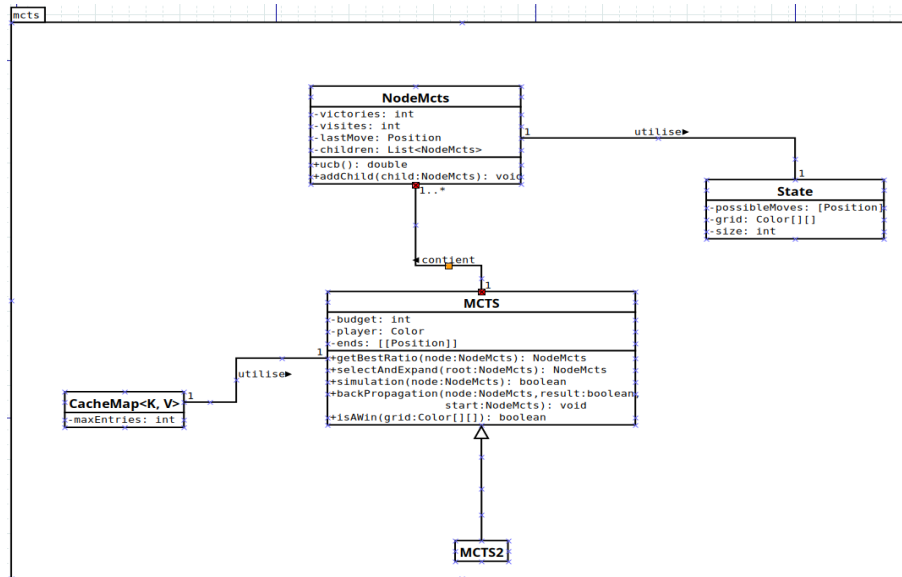 mcts
NodeMcts
-victories: int
-visites: int
-lastMove: Position
-children: List<NodeMcts>
+ucb(): double
+addChild(child:NodeMcts): void
1
utilise►
1
State
-possibleMoves: [Position]
-grid: Color[][]
-size: int
1..*
◄contient
1
MCTS
-budget: int
-player: Color
-ends: [[Position]]
+getBestRatio(node:NodeMcts): NodeMcts
+selectAndExpand(root:NodeMcts): NodeMcts
+simulation(node:NodeMcts): boolean
+backPropagation(node:NodeMcts,result:boolean,
start:NodeMcts): void
+isAWin(grid:Color[][]): boolean
1
utilise►
1
CacheMap<K, V>
-maxEntries: int
MCTS2